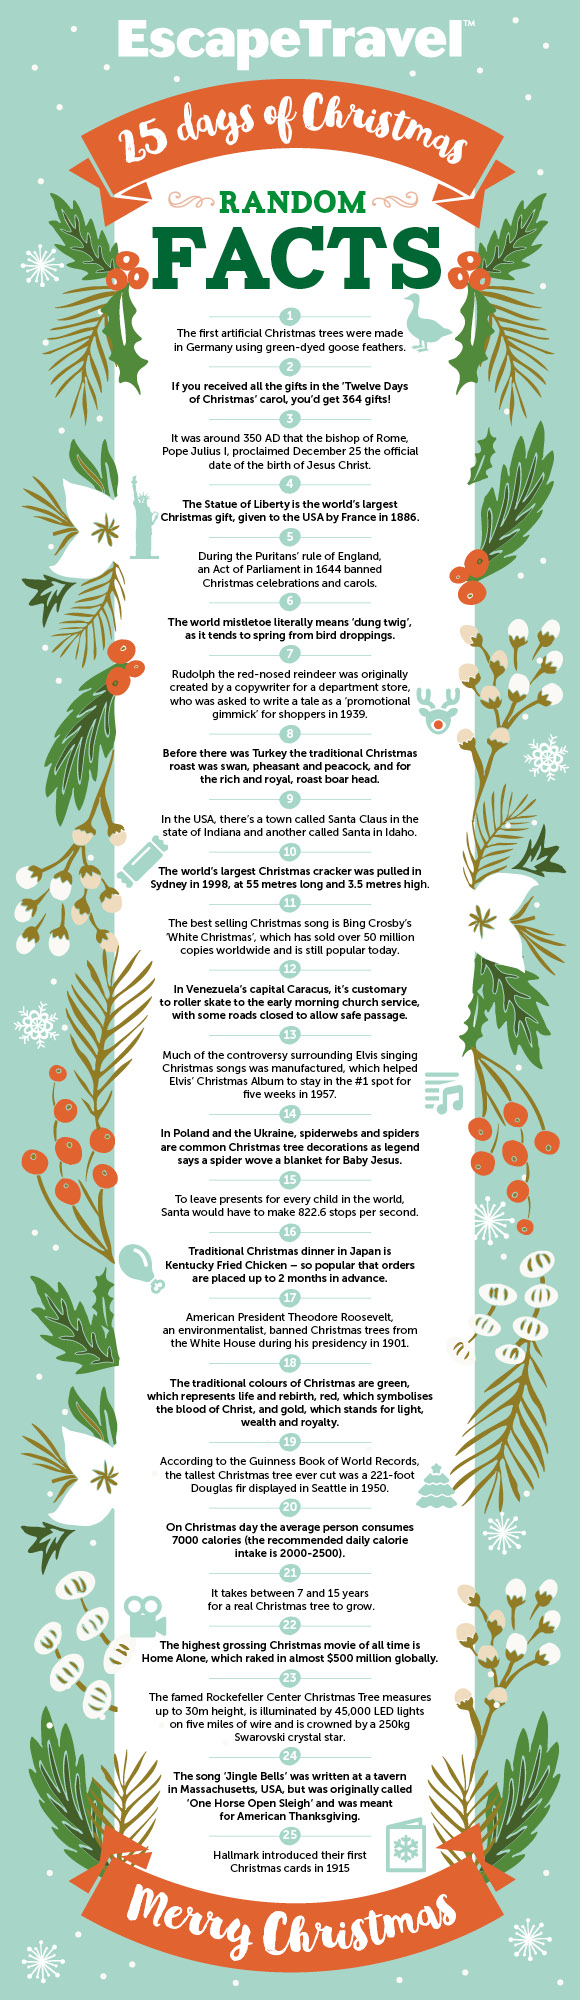 EscapeTravel™
25 days of Christmas
RANDOM
FACTS
1
The first artificial Christmas trees were made
in Germany using green-dyed goose feathers.
2
If you received all the gifts in the 'Twelve Days
of Christmas' carol, you'd get 364 gifts!
3
It was around 350 AD that the bishop of Rome,
Pope Julius I, proclaimed December 25 the official
date of the birth of Jesus Christ.
4
The Statue of Liberty is the world's largest
Christmas gift, given to the USA by France in 1886.
5
During the Puritans' rule of England,
an Act of Parliament in 1644 banned
Christmas celebrations and carols.
6
The world mistletoe literally means 'dung twig',
as it tends to spring from bird droppings.
7
Rudolph the red-nosed reindeer was originally
created by a copywriter for a department store,
who was asked to write a tale as a 'promotional
gimmick' for shoppers in 1939.
8
Before there was Turkey the traditional Christmas
roast was swan, pheasant and peacock, and for
the rich and royal, roast boar head.
9
In the USA, there's a town called Santa Claus in the
state of Indiana and another called Santa in Idaho.
10
The world's largest Christmas cracker was pulled in
Sydney in 1998, at 55 metres long and 3.5 metres high.
11
The best selling Christmas song is Bing Crosby's
'White Christmas', which has sold over 50 million
copies worldwide and is still popular today.
12
In Venezuela's capital Caracus, it's customary
to roller skate to the early morning church service,
with some roads closed to allow safe passage.
13
Much of the controversy surrounding Elvis singing
Christmas songs was manufactured, which helped
Elvis' Christmas Album to stay in the #1 spot for
five weeks in 1957.
14
In Poland and the Ukraine, spiderwebs and spiders
are common Christmas tree decorations as legend
says a spider wove a blanket for Baby Jesus.
15
To leave presents for every child in the world,
Santa would have to make 822.6 stops per second.
16
Traditional Christmas dinner in Japan is
Kentucky Fried Chicken – so popular that orders
are placed up to 2 months in advance.
17
American President Theodore Roosevelt,
an environmentalist, banned Christmas trees from
the White House during his presidency in 1901.
18
The traditional colours of Christmas are green,
which represents life and rebirth, red, which symbolises
the blood of Christ, and gold, which stands for light,
wealth and royalty.
19
According to the Guinness Book of World Records,
the tallest Christmas tree ever cut was a 221-foot
Douglas fir displayed in Seattle in 1950.
20
On Christmas day the average person consumes
7000 calories (the recommended daily calorie
intake is 2000-2500).
21
It takes between 7 and 15 years
for a real Christmas tree to grow.
22
The highest grossing Christmas movie of all time is
Home Alone, which raked in almost $500 million globally.
23
The famed Rockefeller Center Christmas Tree measures
up to 30m height, is illuminated by 45,000 LED lights
on five miles of wire and is crowned by a 250kg
Swarovski crystal star.
24
The song 'Jingle Bells' was written at a tavern
in Massachusetts, USA, but was originally called
'One Horse Open Sleigh' and was meant
for American Thanksgiving.
25
Hallmark introduced their first
Christmas cards in 1915
Merry Christmas